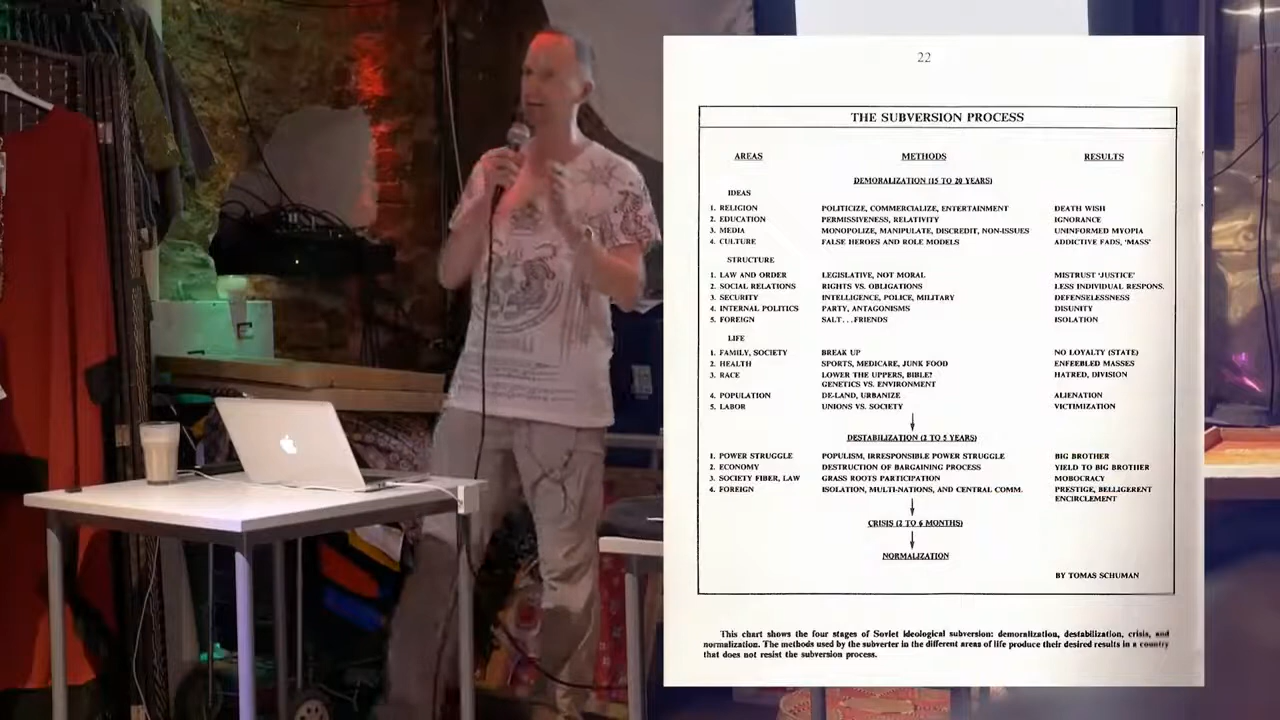 22
THE SUBVERSION PROCESS
AREAS METHODS RESULTS
DEMORALIZATION (15 TO 20 YEARS)
IDEAS
1. RELIGION POLITICIZE, COMMERCIALIZE, ENTERTAINMENT DEATH WISH
2. EDUCATION PERMISSIVENESS, RELATIVITY IGNORANCE
3. MEDIA MONOPOLIZE, MANIPULATE, DISCREDIT, NON-ISSUES UNINFORMED MYOPIA
4. CULTURE FALSE HEROES AND ROLE MODELS ADDICTIVE FADS, 'MASS'
STRUCTURE
1. LAW AND ORDER LEGISLATIVE, NOT MORAL MISTRUST 'JUSTICE'
2. SOCIAL RELATIONS RIGHTS VS. OBLIGATIONS LESS INDIVIDUAL RESPONS.
3. SECURITY INTELLIGENCE, POLICE, MILITARY DEFENSELESSNESS
4. INTERNAL POLITICS PARTY, ANTAGONISMS DISUNITY
5. FOREIGN SALT...FRIENDS ISOLATION
LIFE
1. FAMILY, SOCIETY BREAK UP NO LOYALTY (STATE)
2. HEALTH SPORTS, MEDICARE, JUNK FOOD ENFEEBLED MASSES
3. RACE LOWER THE UPPERS, BIBLE? HATRED, DIVISION
GENETICS VS. ENVIRONMENT
4. POPULATION DE-LAND, URBANIZE ALIENATION
5. LABOR UNIONS VS. SOCIETY VICTIMIZATION
DESTABILIZATION (2 TO 5 YEARS)
1. POWER STRUGGLE POPULISM, IRRESPONSIBLE POWER STRUGGLE BIG BROTHER
2. ECONOMY DESTRUCTION OF BARGAINING PROCESS YIELD TO BIG BROTHER
3. SOCIETY FIBER, LAW GRASS ROOTS PARTICIPATION MOBOCRACY
4. FOREIGN ISOLATION, MULTI-NATIONS, AND CENTRAL COMM. PRESTIGE, BELLIGERENT
ENCIRCLEMENT
CRISIS (2 TO 6 MONTHS)
NORMALIZATION
BY TOMAS SCHUMAN
This chart shows the four stages of Soviet ideological subversion: demoralization, destabilization, crisis, and
normalization. The methods used by the subverter in the different areas of life produce their desired results in a country
that does not resist the subversion process.